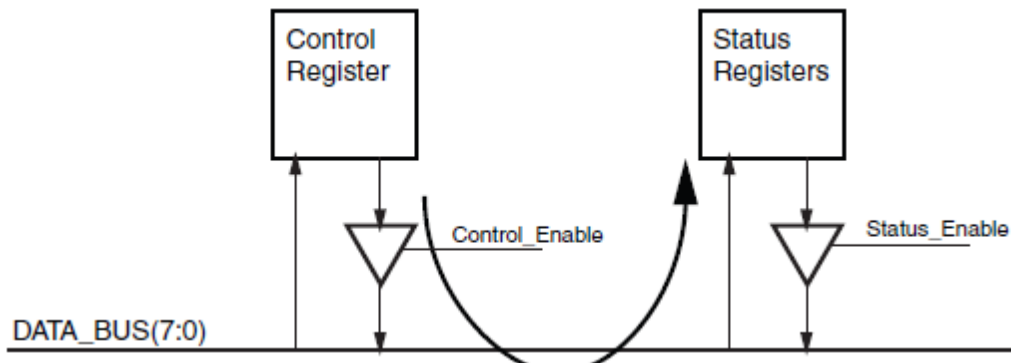 Control
Register
Status
Registers
Control_Enable
Status_Enable
DATA_BUS(7:0)